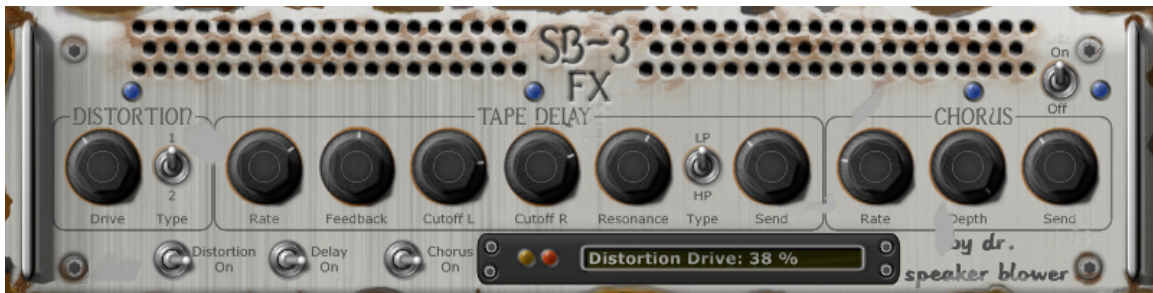 SB-3
FX
On
Off
DISTORTION
TAPE DELAY
CHORUS
1
2
LP
HP
Drive
Type
Rate
Feedback
Cutoff L
Cutoff R
Resonance
Type
Send
Rate
Depth
Send
Distortion
On
Delay
On
Chorus
On
Distortion Drive: 38 %
by dr.
speaker blower